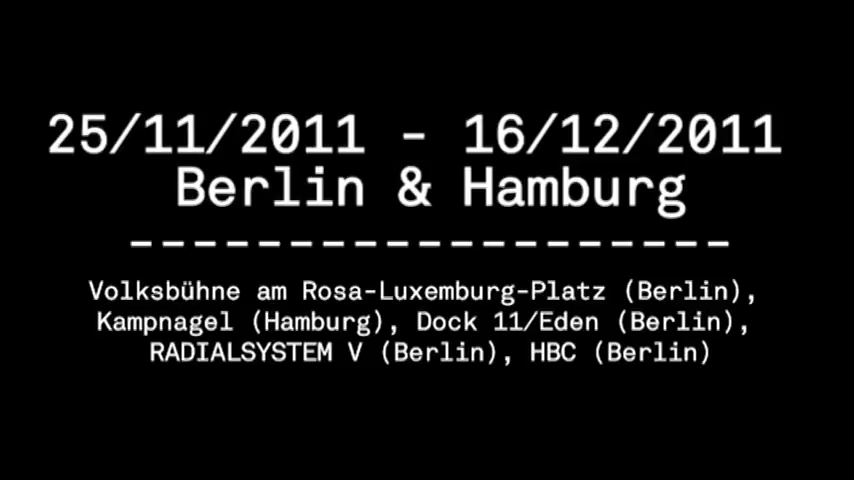 25/11/2011 - 16/12/2011
Berlin & Hamburg
-------------------
Volksbühne am Rosa-Luxemburg-Platz (Berlin),
Kampnagel (Hamburg), Dock 11/Eden (Berlin),
RADIALSYSTEM V (Berlin), HBC (Berlin)